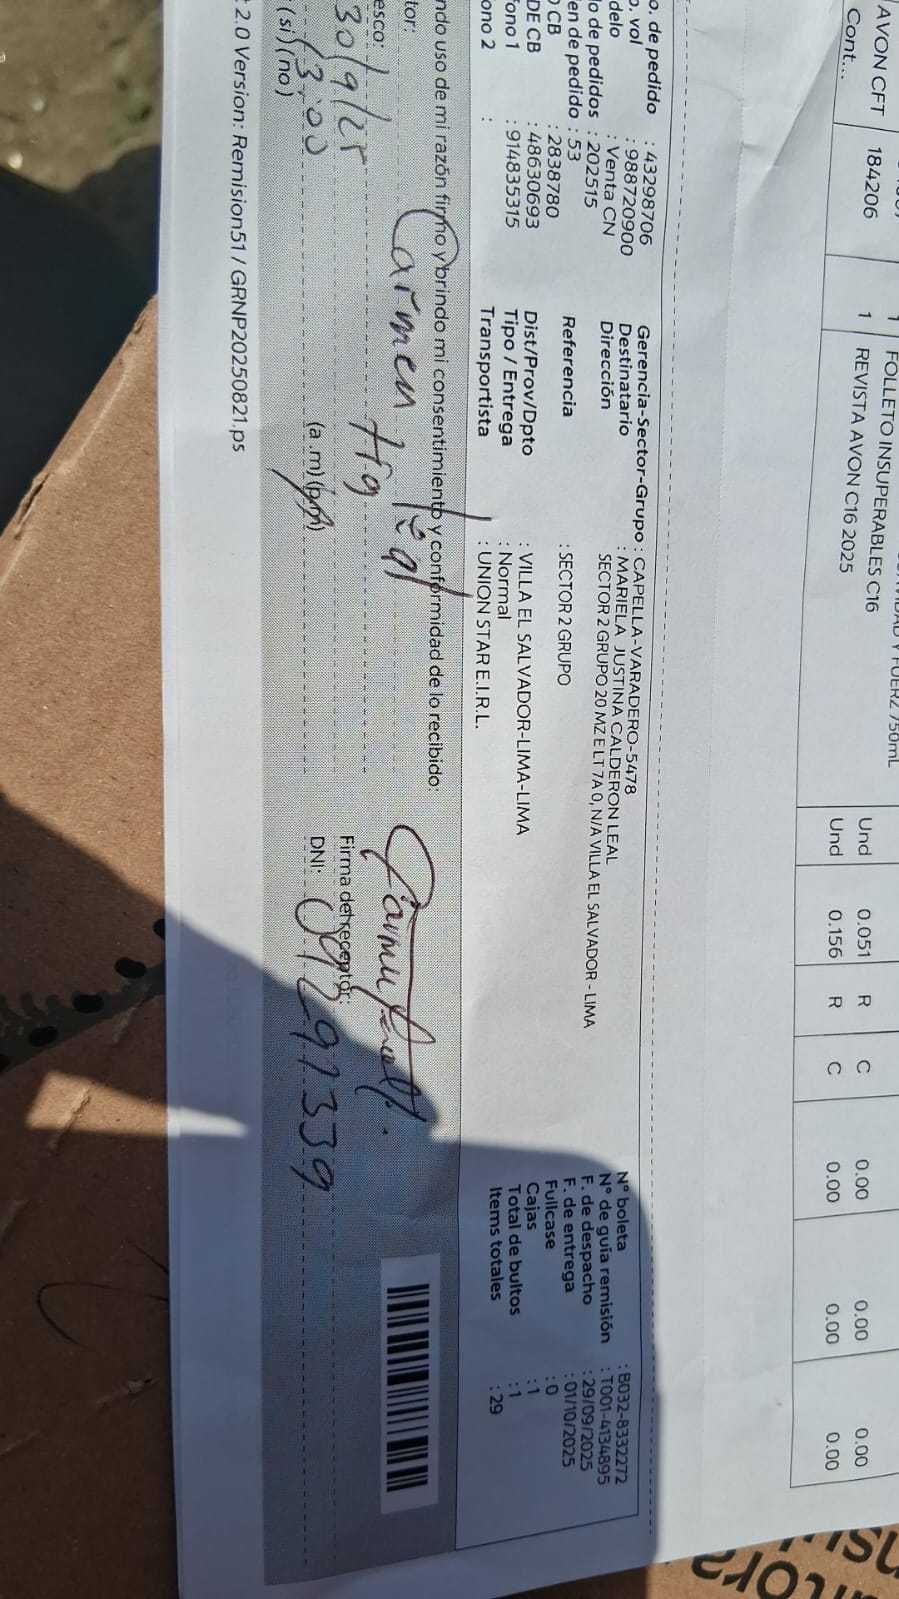 AVON CFT 184206 1 FOLLETO INSUPERABLES C16 Und 0.051 R C 0.00 0.00 0.00
Cont... 1 REVISTA AVON C16 2025 Und 0.156 R C 0.00 0.00 0.00
o. de pedido : 43298706
o. vol : 988720900
delo : Venta CN
lo de pedidos : 202515
en de pedido : 53
O CB : 2838780
DE CB : 48630693
fono 1 : 914835315
ono 2 :
Gerencia-Sector-Grupo : CAPELLA-VARADERO-5478
Destinatario : MARIELA JUSTINA CALDERON LEAL
Dirección SECTOR 2 GRUPO 20 MZ E LT 7A 0, N/A VILLA EL SALVADOR - LIMA
Referencia : SECTOR 2 GRUPO
Dist/Prov/Dpto : VILLA EL SALVADOR-LIMA-LIMA
Tipo / Entrega : Normal
Transportista : UNION STAR E.I.R.L.
N° boleta : B032-8332272
N° de guía remisión : T001-4134895
F. de despacho : 29/09/2025
F. de entrega : 01/10/2025
Fullcase : 0
Cajas : 1
Total de bultos : 1
Items totales : 29
ndo uso de mi razón firmo y brindo mi consentimiento y conformidad de lo recibido:
tor: Carmen
esco:
30/9/25
Firma del receptor:
13:00 (a.m)(p.m)
DNI: 09291339
(si) (no)
2.0 Version: Remision51 / GRNP20250821.ps